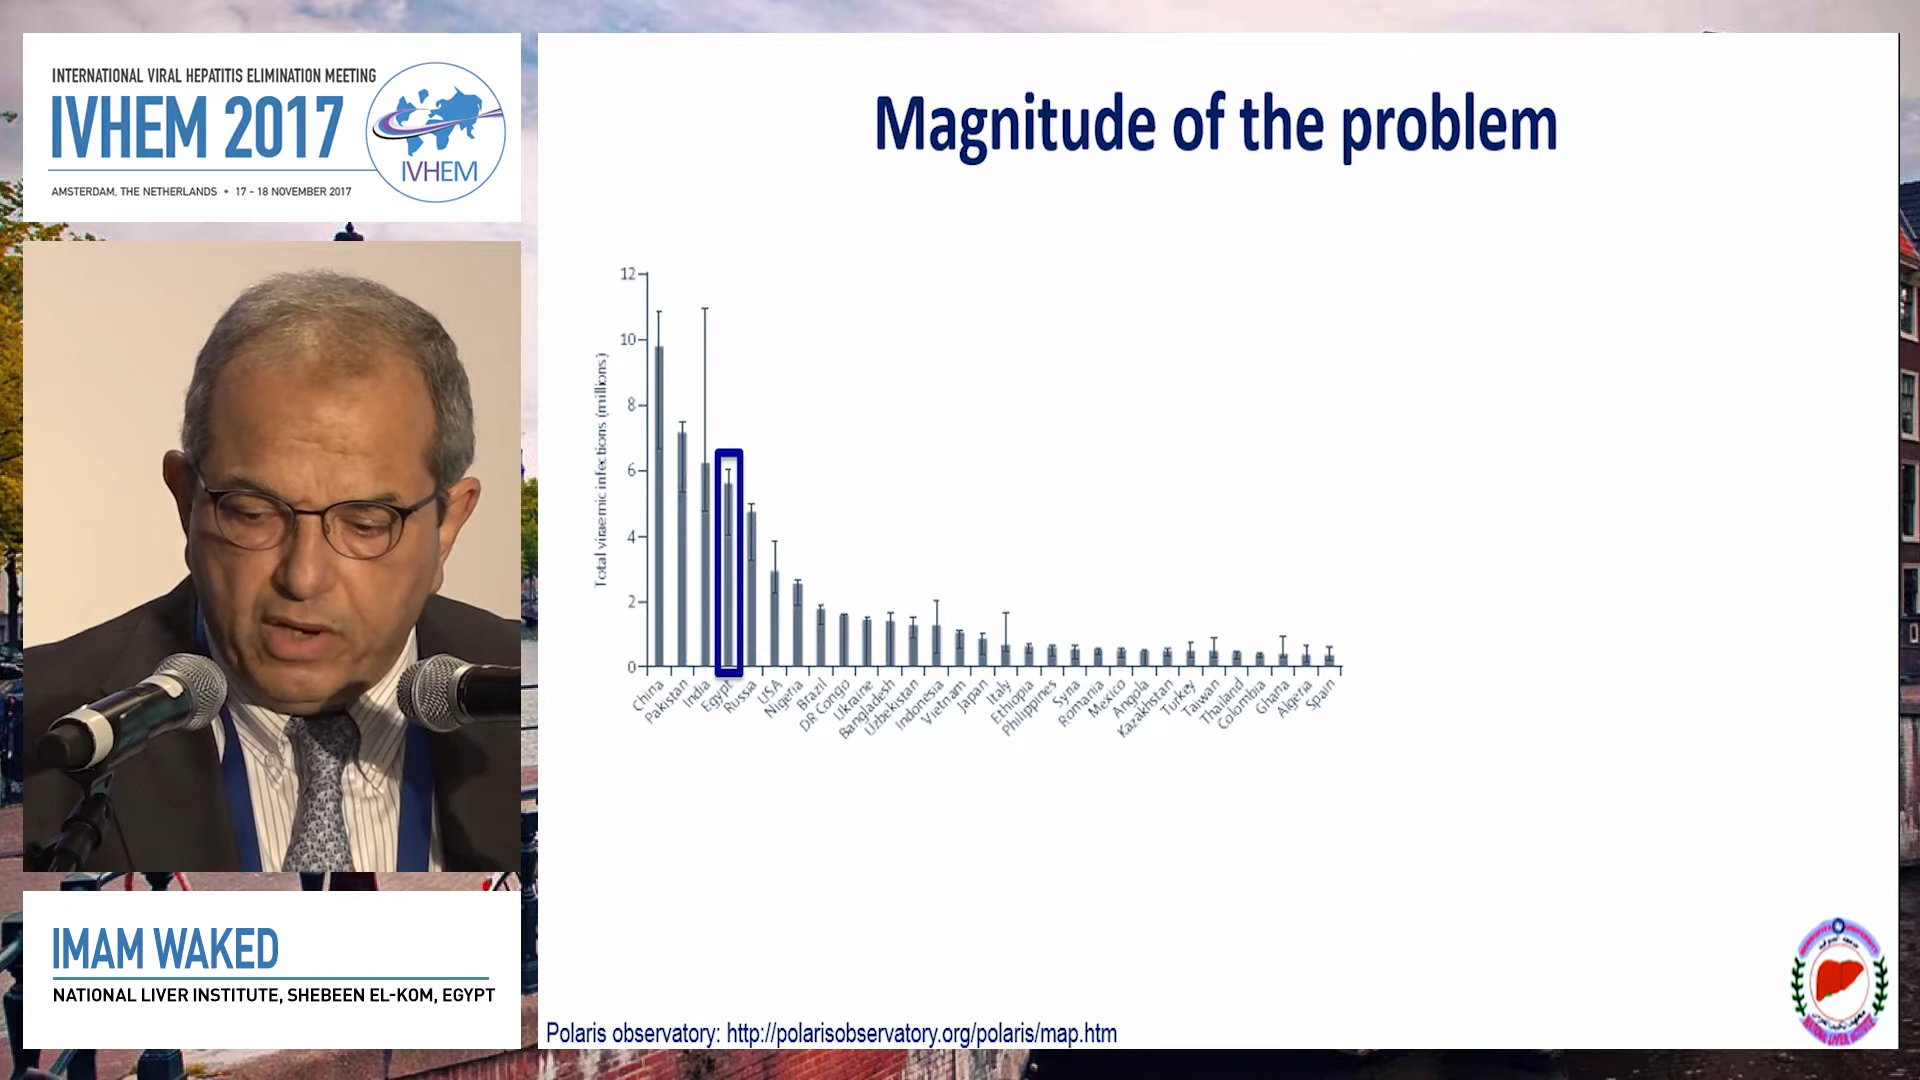 INTERNATIONAL VIRAL HEPATITIS ELIMINATION MEETING
IVHEM 2017
IVHEM
AMSTERDAM, THE NETHERLANDS • 17 - 18 NOVEMBER 2017
IMAM WAKED
NATIONAL LIVER INSTITUTE, SHEBEEN EL-KOM, EGYPT
Magnitude of the problem
Total viraemic infections (millions)
12
10
8
6
4
2
0
China
Pakistan
India
Egypt
Russia
USA
Nigeria
Brazil
DR Congo
Ukraine
Bangladesh
Uzbekistan
Indonesia
Vietnam
Japan
Italy
Ethiopia
Philippines
Syria
Romania
Mexico
Angola
Kazakhstan
Turkey
Taiwan
Thailand
Colombia
Ghana
Algeria
Spain
Polaris observatory: http://polarisobservatory.org/polaris/map.htm
NATIONAL LIVER INSTITUTE